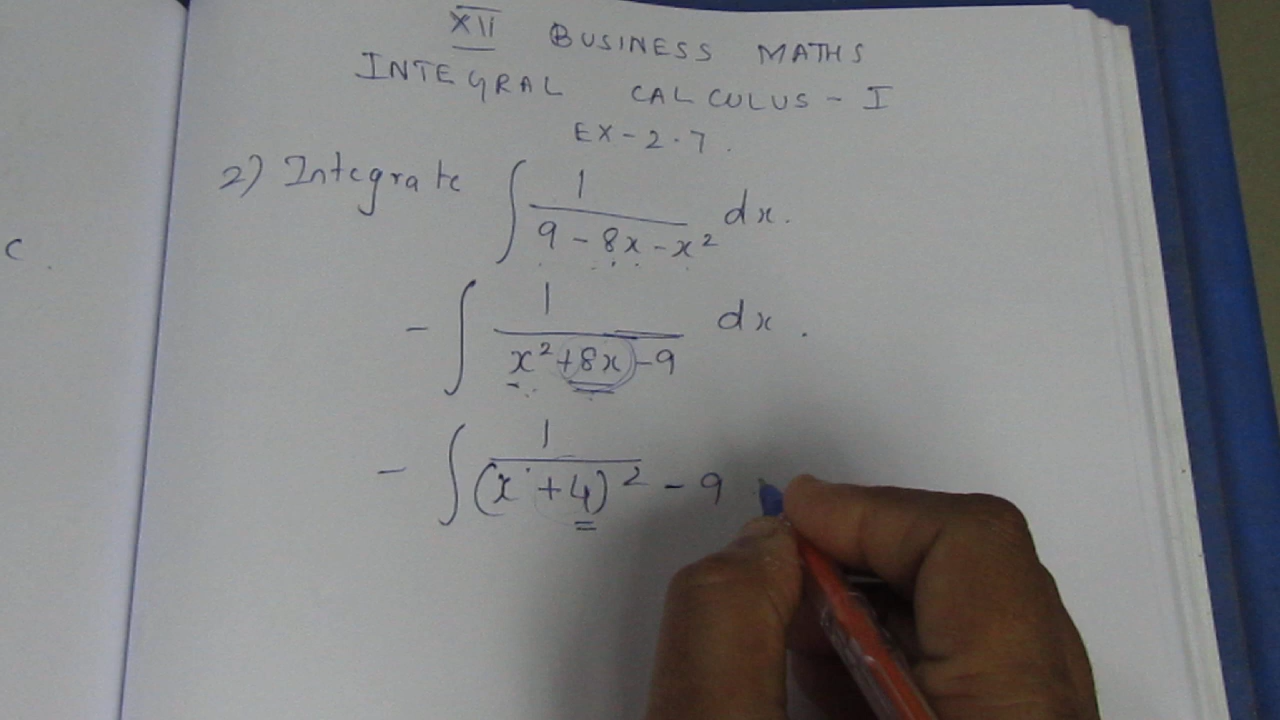 XII BUSINESS MATHS
INTEGRAL CALCULUS - I
EX - 2.7.
2) Integrate ∫ 1 / (9 - 8x - x²) dx.
- ∫ 1 / (x² + 8x - 9) dx.
- ∫ 1 / (x + 4)² - 9
C.